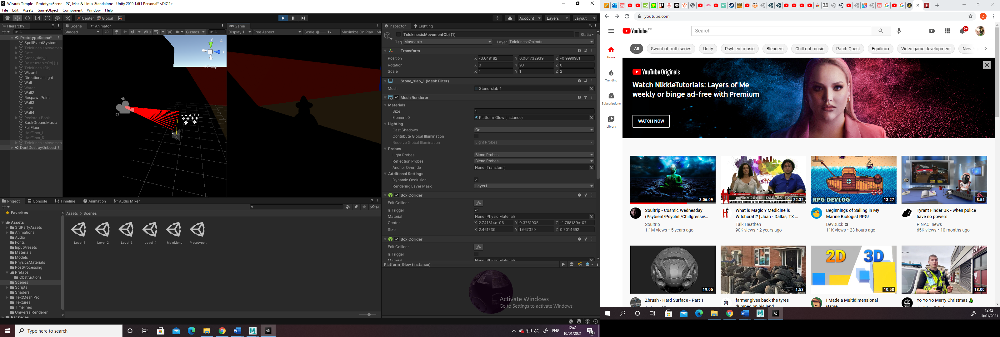 Wizards Temple - PrototypeScene - PC, Mac & Linux Standalone - Unity 2020.1.6f1 Personal* <DX11>
File Edit Assets GameObject Component Window Help
Center Global
Account Layers Layout
Hierarchy
All
PrototypeScene*
SpellEventSystem
TelekinesisMovemen
Gate
Stone_slab_1
DestructableObj (1)
TelekinesisObj
Wizard
Directional Light
Wall
Water
Wall2
RespawnPoint
Wall3
Lava
Wall4
Pedistal+Book
BackGroundMusic
FullFloor
HalfFloor_L
HalfFloor_R
TelekinesisMovemen
DontDestroyOnLoad
Scene Animator
Shaded 2D 0 Gizmos All
y
z
Persp
Game
Display 1 Free Aspect Scale 1x Maximize On Play Mu
Inspector Lighting
TelekinesisMovementObj (1) Static
Tag Moveable Layer TelekineseObjects
Transform
Position X -3.649182 Y 0.001732939 Z -0.9999981
Rotation X 0 Y 90 Z 0
Scale X 1 Y 1 Z 2
Stone_slab_1 (Mesh Filter)
Mesh Stone_slab_1
Mesh Renderer
Materials
Size 1
Element 0 Platform_Glow (Instance)
Lighting
Cast Shadows On
Contribute Global Illumination
Receive Global Illumination Light Probes
Probes
Light Probes Blend Probes
Reflection Probes Blend Probes
Anchor Override None (Transform)
Additional Settings
Dynamic Occlusion
Rendering Layer Mask Layer1
Box Collider
Edit Collider
Is Trigger
Material None (Physic Material)
Center X 2.741814e-06 Y 0.3761905 Z -1.788139e-07
Size X 2.461739 Y 1.667329 Z 0.7014692
Box Collider
Edit Collider
Is Trigger
Material None (Physic Material)
Platform_Glow (Instance)
Activate Windows
Go to Settings to activate Windows.
Project Console Timeline Animation Audio Mixer
14
Favorites
Assets
3rdPartyAssets
Animations
Audio
Fonts
InputPresets
Materials
Models
PhysicsMaterials
PostProcessing
Prefabs
Obstructions
Scenes
Scripts
Shaders
TextMesh Pro
Textures
Timelines
UniversalRenderer
Packages
Assets > Scenes
Level_1 Level_2 Level_3 Level_4 MainMenu Prototype...
Type here to search
ENG
12:42
10/01/2021
5
youtube.com
Z
YouTube GB
Search
9+
Home
Trending
Subscriptions
Library
All Sword of truth series Unity Psybient music Blenders Chill-out music Patch Quest Equilinox Video game development New
YouTube Originals
Watch NikkieTutorials: Layers of Me
weekly or binge ad-free with Premium
WATCH NOW
3:06:09
Soultrip - Cosmic Wednesday
(Psybient/Psychill/Chillgressiv...
Soultrip
1.1M views • 5 years ago
Caller: JUAN - DALLAS, TX
22:32
ING THE INFO BUTTON IN THE TOP RIGHT-HAND CORNER OF THE SCREEN
What is Magic ? Medicine is
Witchcraft? | Juan - Dallas, TX ...
Talk Heathen
90K views • 2 years ago
RPG DEVLOG
13:27
Beginnings of Sailing in My
Marine Biologist RPG!
DevDuck
11K views • 23 hours ago
8:54
Tyrant Finder UK - when police
have no powers
PINACI news
65K views • 10 months ago
19:05
Zbrush - Hard Surface - Part 1
1:53
farmer gives back the tyres
dumped on his land
2D 3D
10:58
I Made a Multidimensional
Game
18:00
Yo Yo Yo Merry Christmas 🎄
12:42
10/01/2021